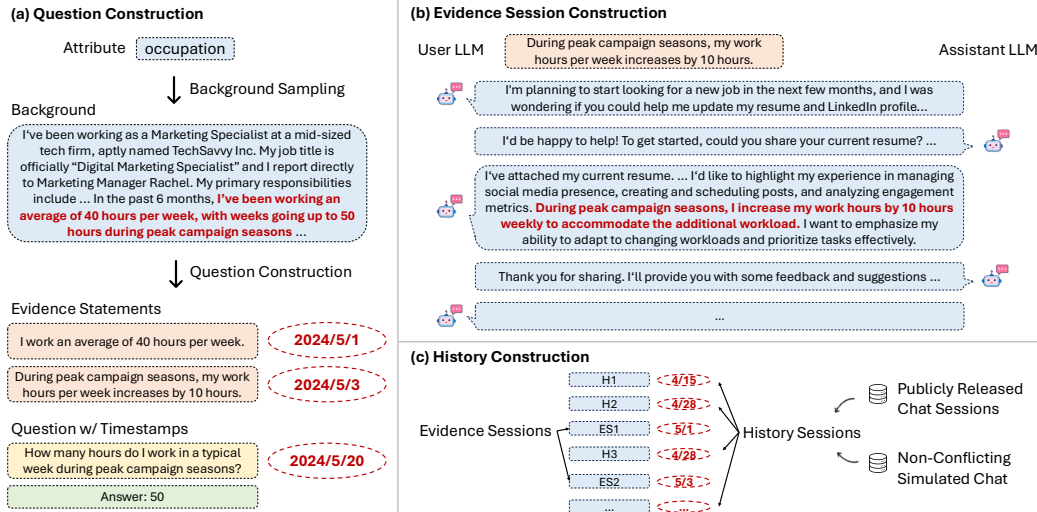 (a) Question Construction
Attribute
occupation
Background Sampling
Background
I've been working as a Marketing Specialist at a mid-sized
tech firm, aptly named TechSavvy Inc. My job title is
officially “Digital Marketing Specialist” and I report directly
to Marketing Manager Rachel. My primary responsibilities
include ... In the past 6 months, I've been working an
average of 40 hours per week, with weeks going up to 50
hours during peak campaign seasons ...
Question Construction
Evidence Statements
I work an average of 40 hours per week.
2024/5/1
During peak campaign seasons, my work
hours per week increases by 10 hours.
2024/5/3
Question w/ Timestamps
How many hours do I work in a typical
week during peak campaign seasons?
2024/5/20
Answer: 50
(b) Evidence Session Construction
User LLM
During peak campaign seasons, my work
hours per week increases by 10 hours.
Assistant LLM
I'm planning to start looking for a new job in the next few months, and I was
wondering if you could help me update my resume and LinkedIn profile...
I'd be happy to help! To get started, could you share your current resume? ...
I've attached my current resume. ... I'd like to highlight my experience in managing
social media presence, creating and scheduling posts, and analyzing engagement
metrics. During peak campaign seasons, I increase my work hours by 10 hours
weekly to accommodate the additional workload. I want to emphasize my
ability to adapt to changing workloads and prioritize tasks effectively.
Thank you for sharing. I'll provide you with some feedback and suggestions ...
...
(c) History Construction
H1
4/15
H2
4/28
Evidence Sessions
ES1
5/1
H3
4/28
ES2
5/3
...
...
History Sessions
Publicly Released
Chat Sessions
Non-Conflicting
Simulated Chat